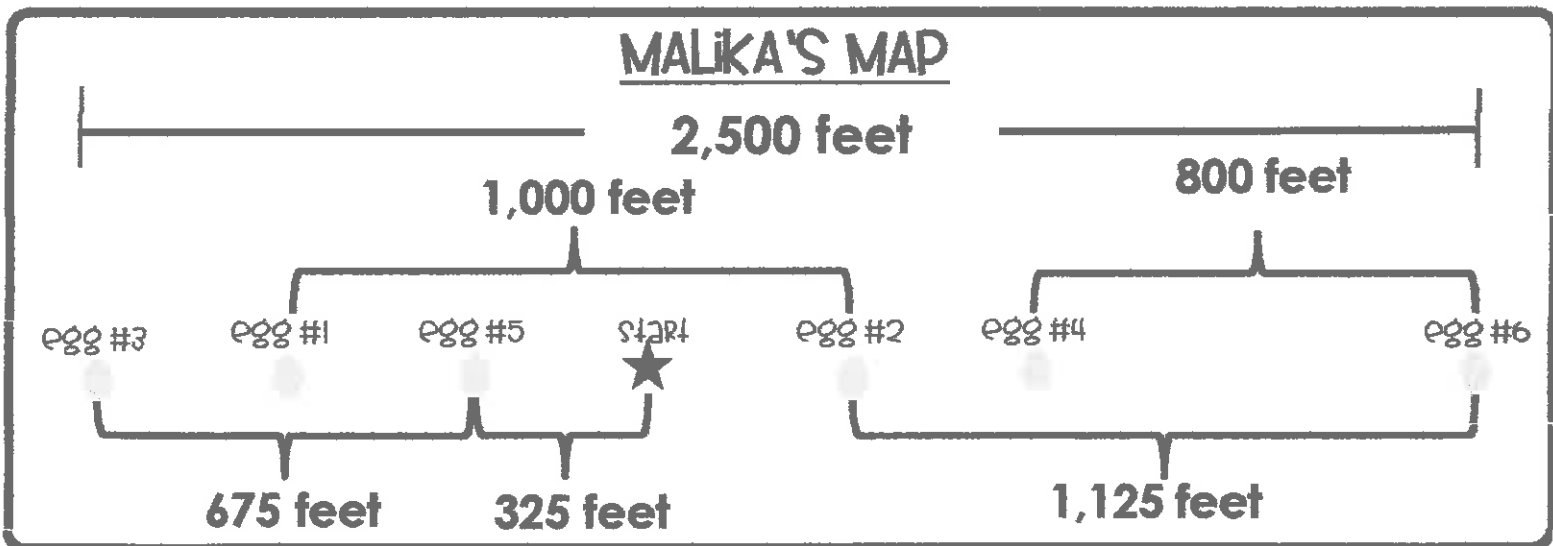 MALiKA'S MAP
2,500 feet
1,000 feet
800 feet
egg #3 egg #1 egg #5 start egg #2 egg #4 egg #6
675 feet
325 feet
1,125 feet